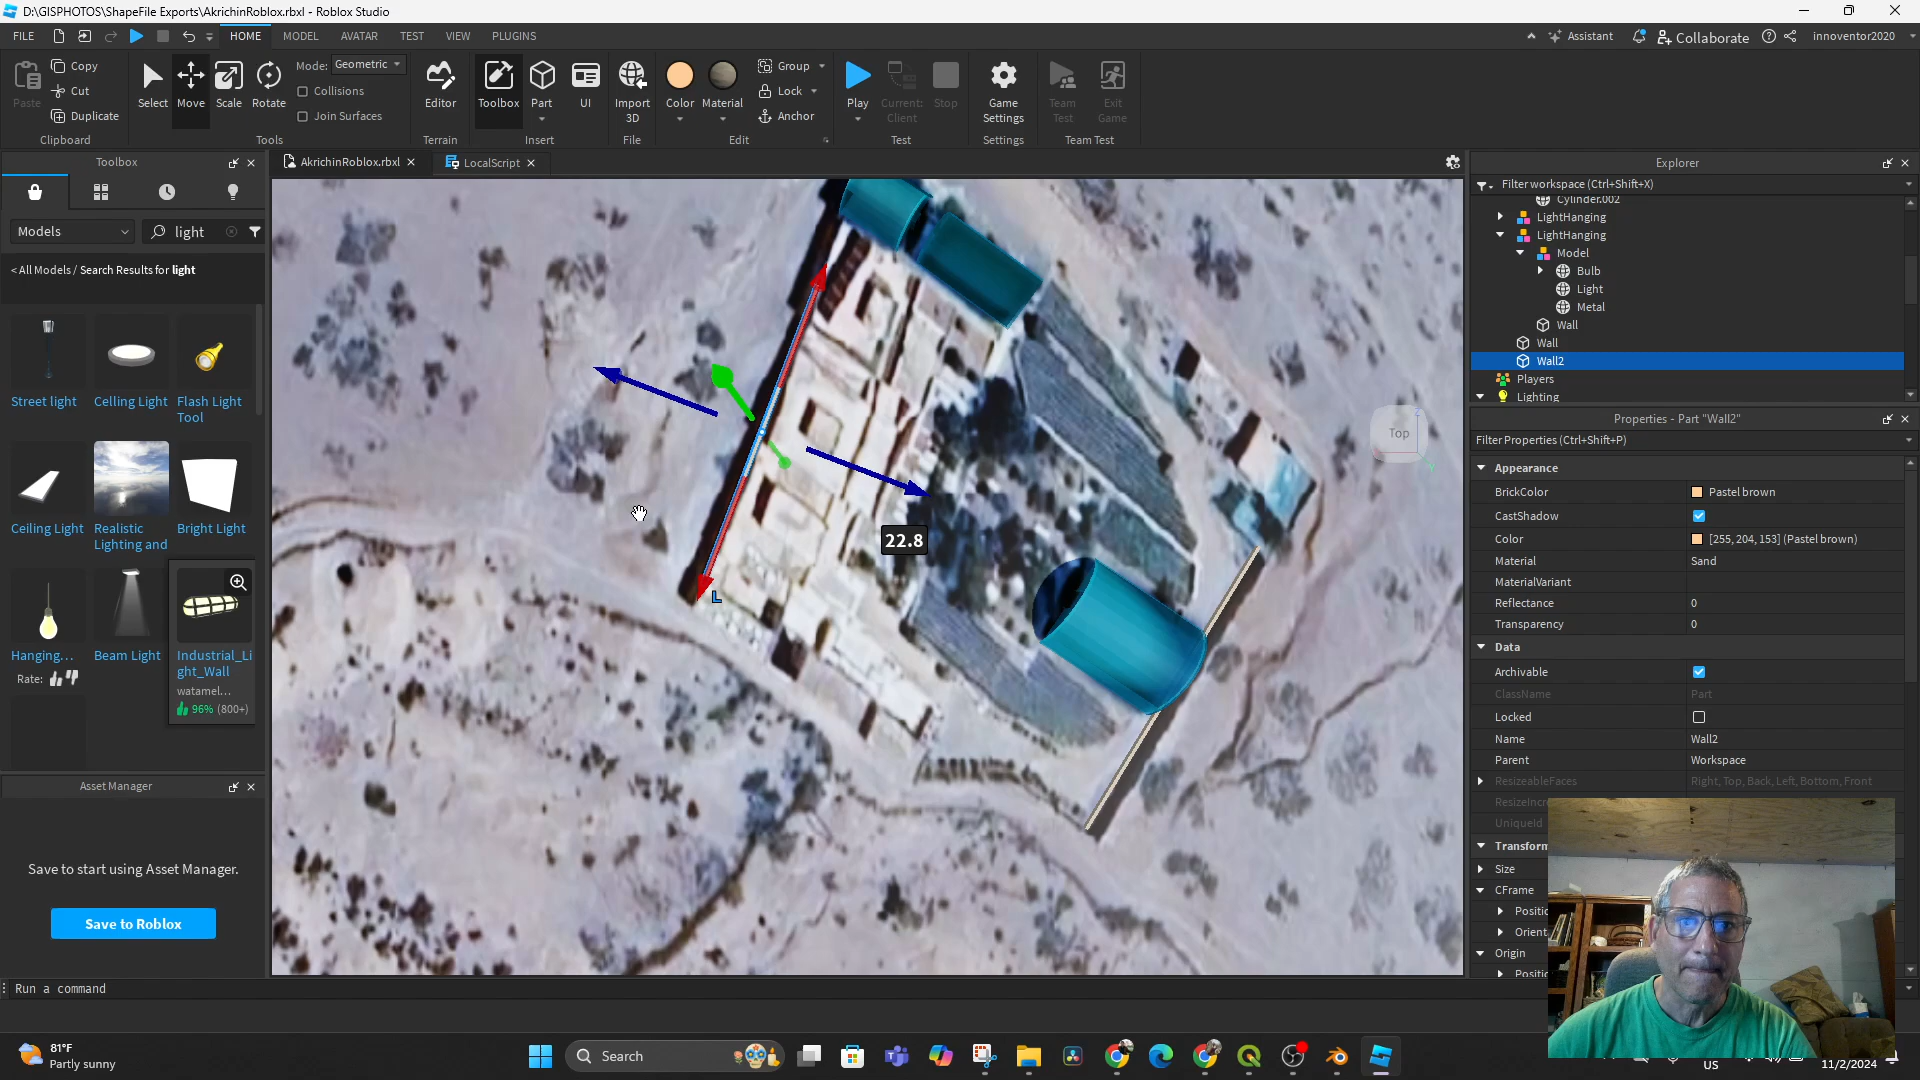 D:\GISPHOTOS\ShapeFile Exports\AkrichinRoblox.rbxl - Roblox Studio
FILE
HOME
MODEL
AVATAR
TEST
VIEW
PLUGINS
Assistant
Collaborate
innoventor2020
Paste
Copy
Cut
Duplicate
Clipboard
Select
Move
Scale
Rotate
Mode: Geometric
Collisions
Join Surfaces
Tools
Editor
Terrain
Toolbox
Part
UI
Insert
Import 3D
File
Color
Material
Group
Lock
Anchor
Edit
Play
Current: Client
Stop
Test
Game Settings
Settings
Team Test
Exit Game
Team Test
Toolbox
AkrichinRoblox.rbxl
LocalScript
Models
light
< All Models / Search Results for light
Street light
Celling Light
Flash Light Tool
Ceiling Light
Realistic Lighting and
Bright Light
Hanging...
Rate:
Beam Light
Industrial_Li
ght_Wall
watamel...
96% (800+)
Asset Manager
Save to start using Asset Manager.
Save to Roblox
22.8
L
Top
Z
Explorer
Filter workspace (Ctrl+Shift+X)
Cylinder.002
LightHanging
LightHanging
Model
Bulb
Light
Metal
Wall
Wall
Wall2
Players
Lighting
Properties - Part "Wall2"
Filter Properties (Ctrl+Shift+P)
Appearance
BrickColor Pastel brown
CastShadow
Color [255, 204, 153] (Pastel brown)
Material Sand
MaterialVariant
Reflectance 0
Transparency 0
Data
Archivable
ClassName Part
Locked
Name Wall2
Parent Workspace
ResizeableFaces Right, Top, Back, Left, Bottom, Front
ResizeIncre
UniqueId
Transform
Size
CFrame
Positio
Orient
Origin
Positio
Run a command
81°F
Partly sunny
Search
US
11/2/2024